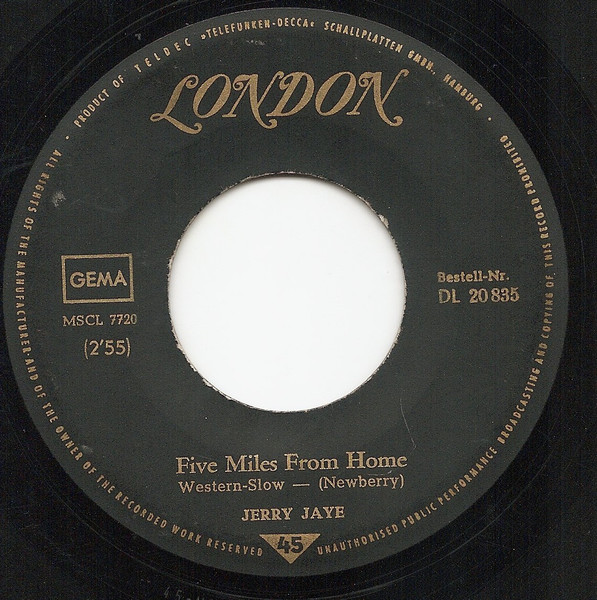 PRODUCT OF TELDEC »TELEFUNKEN-DECCA« SCHALLPLATTEN GMBH., HAMBURG ·
LONDON
GEMA
MSCL 7720
(2'55)
Bestell-Nr.
DL 20 835
Five Miles From Home
Western-Slow — (Newberry)
JERRY JAYE
45
· ALL RIGHTS OF THE MANUFACTURER AND OF THE OWNER OF THE RECORDED WORK RESERVED
UNAUTHORISED PUBLIC PERFORMANCE BROADCASTING AND COPYING OF THIS RECORD PROHIBITED